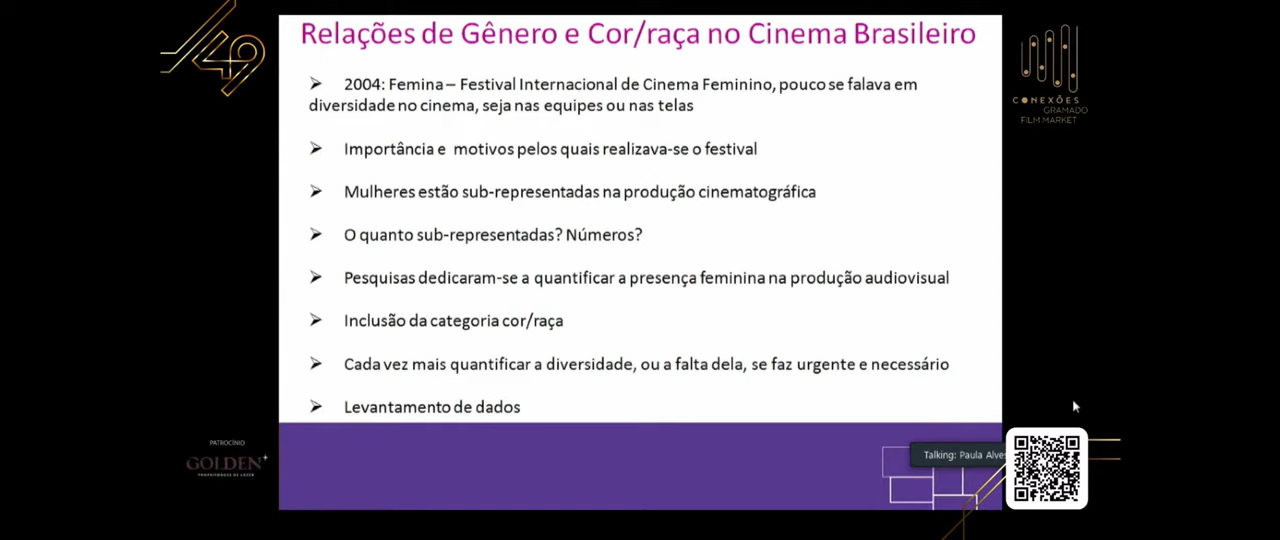 49
Relações de Gênero e Cor/raça no Cinema Brasileiro
2004: Femina – Festival Internacional de Cinema Feminino, pouco se falava em
diversidade no cinema, seja nas equipes ou nas telas
Importância e motivos pelos quais realizava-se o festival
Mulheres estão sub-representadas na produção cinematográfica
O quanto sub-representadas? Números?
Pesquisas dedicaram-se a quantificar a presença feminina na produção audiovisual
Inclusão da categoria cor/raça
Cada vez mais quantificar a diversidade, ou a falta dela, se faz urgente e necessário
Levantamento de dados
CONEXÕES
GRAMADO
FILM MARKET
PATROCÍNIO
GOLDEN
PROPRIEDADES DE LAZER
Talking: Paula Alves